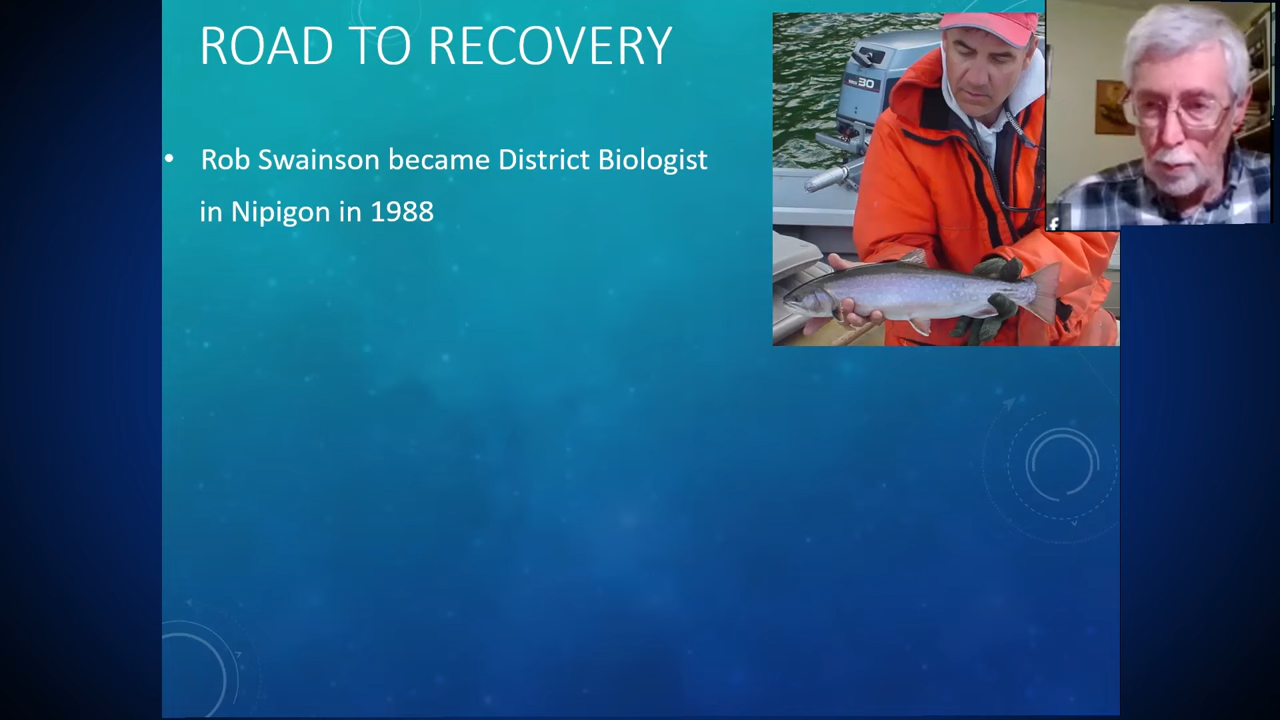 ROAD TO RECOVERY
• Rob Swainson became District Biologist
in Nipigon in 1988
30
f